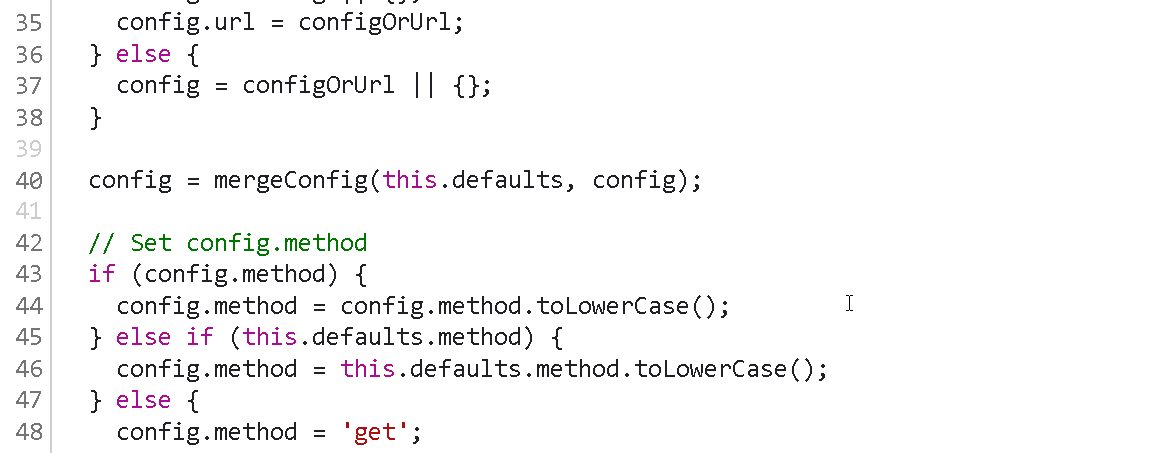 35 config.url = configOrUrl;
36 } else {
37 config = configOrUrl || {};
38 }
39
40 config = mergeConfig(this.defaults, config);
41
42 // Set config.method
43 if (config.method) {
44 config.method = config.method.toLowerCase();
45 } else if (this.defaults.method) {
46 config.method = this.defaults.method.toLowerCase();
47 } else {
48 config.method = 'get';